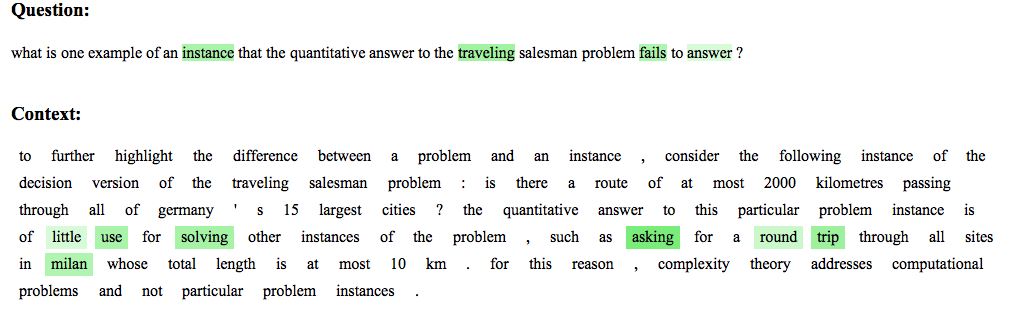 Question:
what is one example of an instance that the quantitative answer to the traveling salesman problem fails to answer ?
Context:
to further highlight the difference between a problem and an instance , consider the following instance of the
decision version of the traveling salesman problem : is there a route of at most 2000 kilometres passing
through all of germany ' s 15 largest cities ? the quantitative answer to this particular problem instance is
of little use for solving other instances of the problem , such as asking for a round trip through all sites
in milan whose total length is at most 10 km . for this reason , complexity theory addresses computational
problems and not particular problem instances .